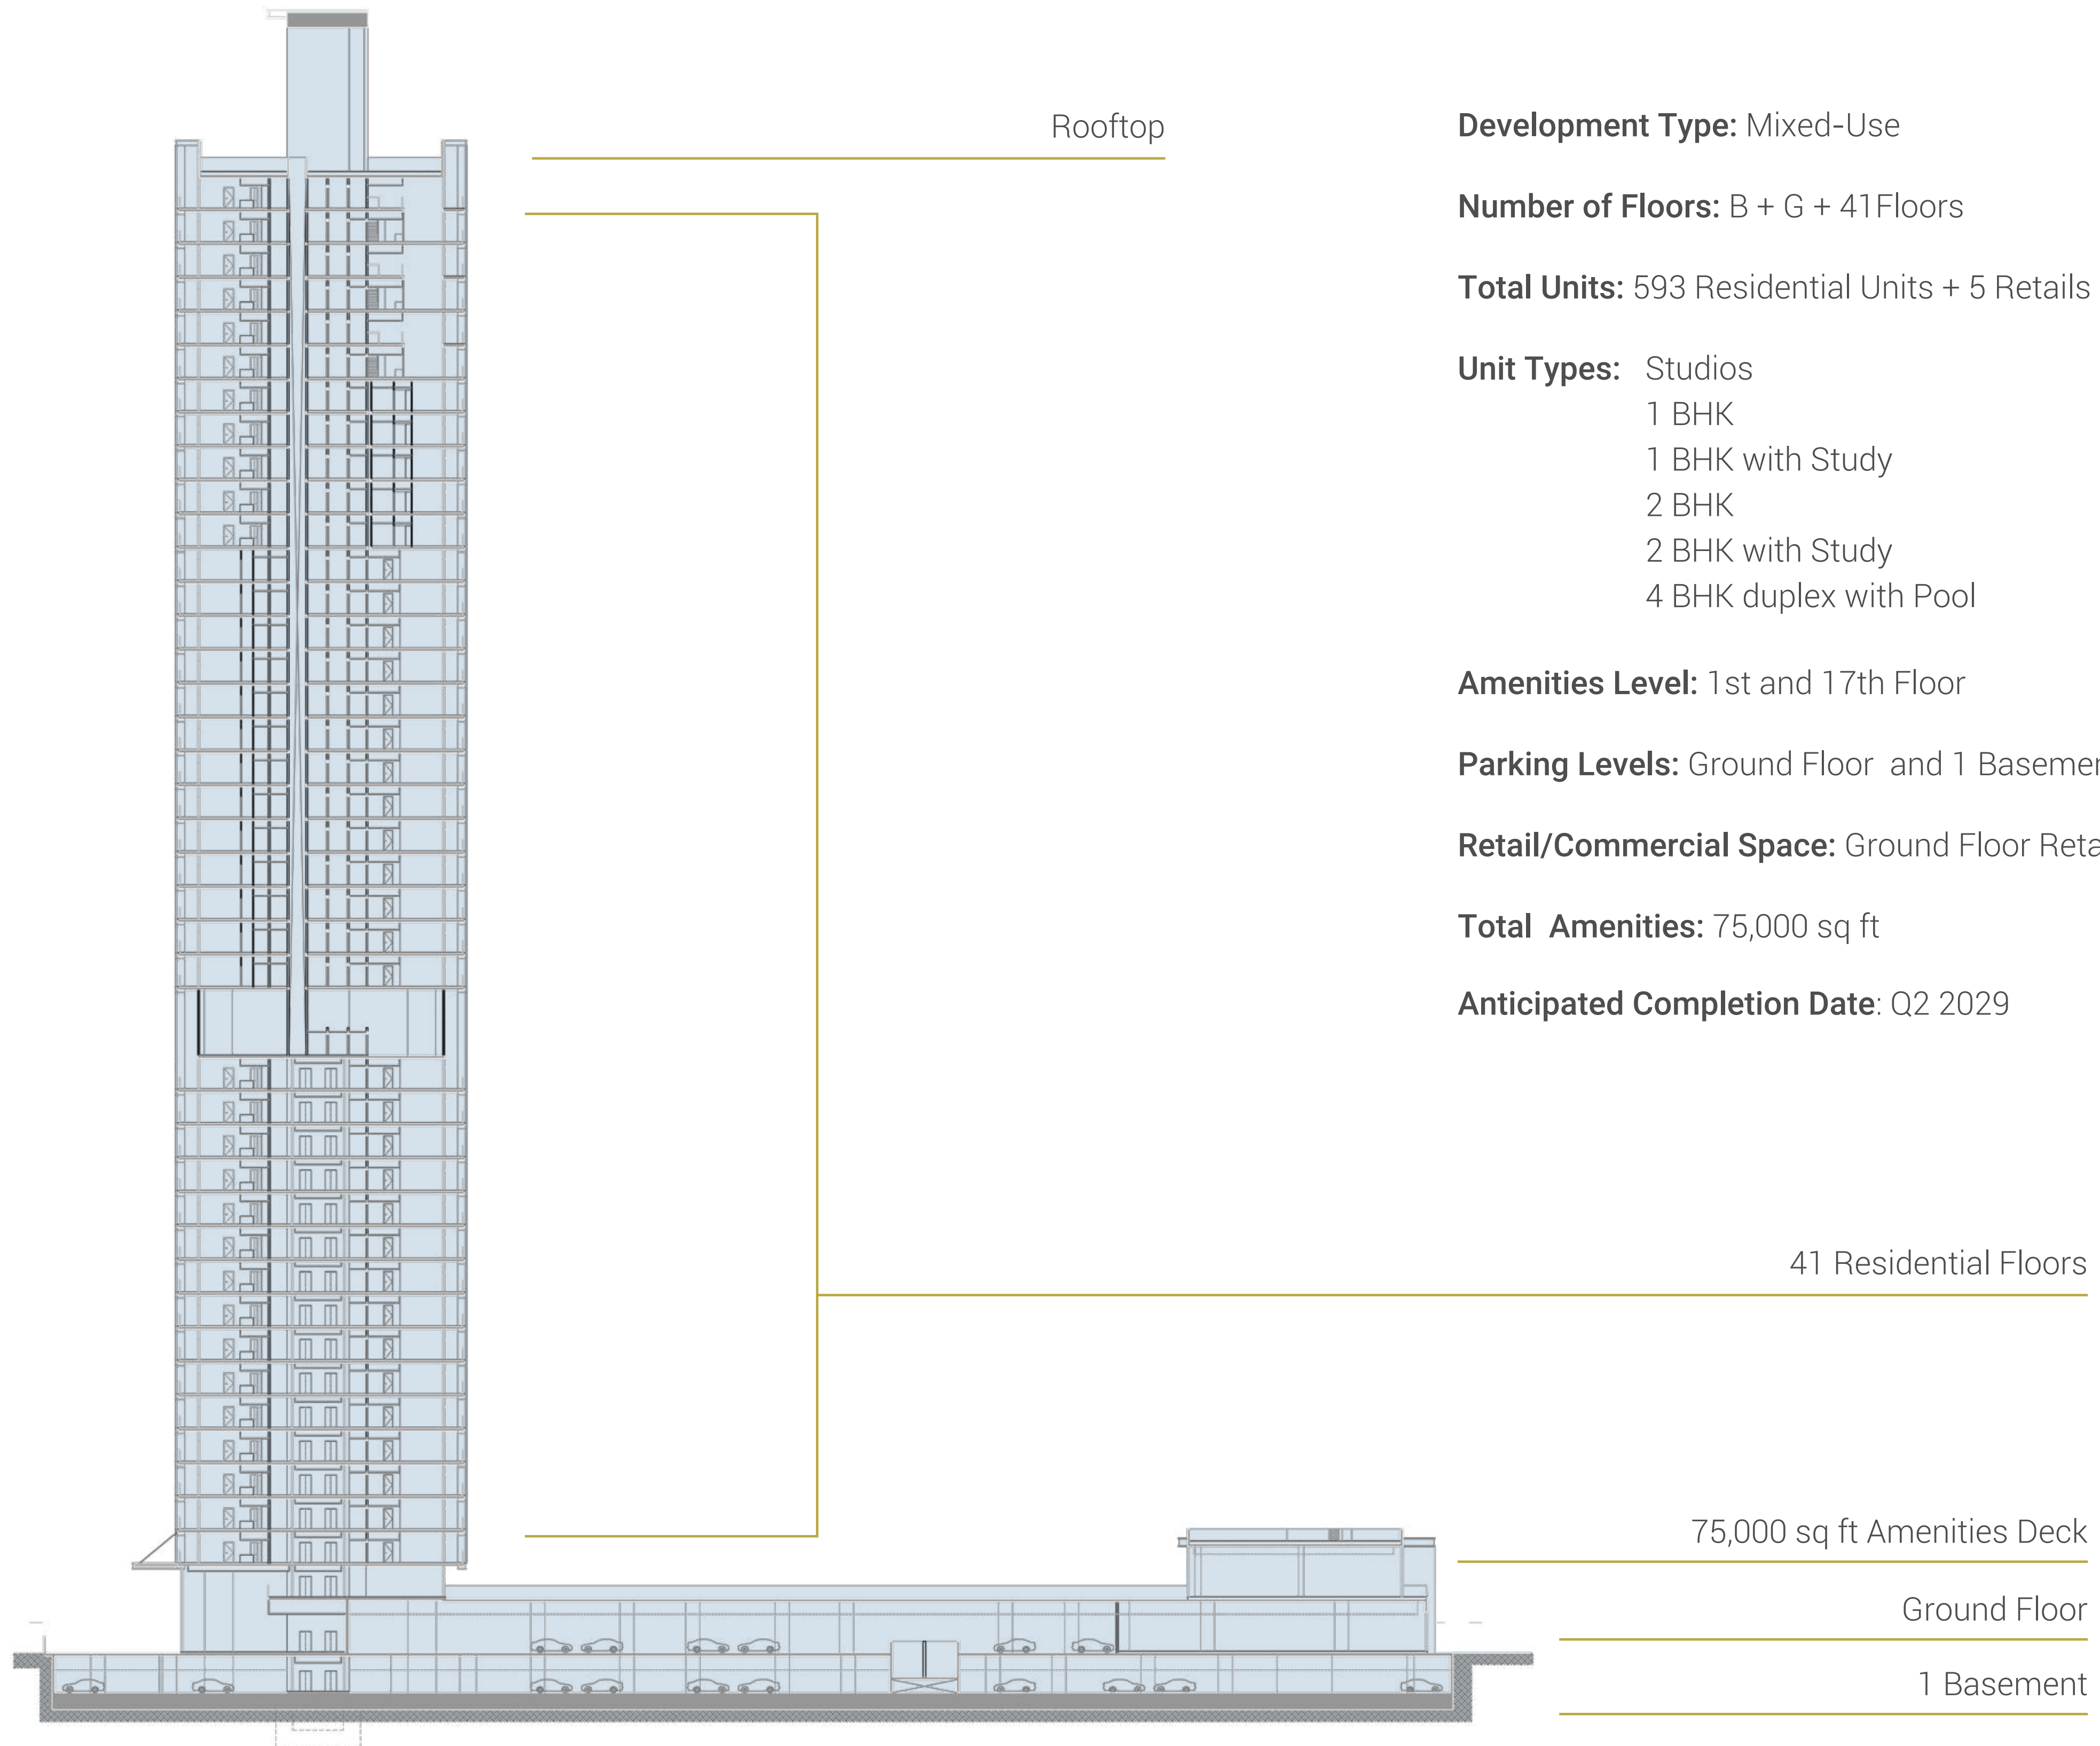 Rooftop
Development Type: Mixed-Use
Number of Floors: B + G + 41Floors
Total Units: 593 Residential Units + 5 Retails
Unit Types: Studios
1 BHK
1 BHK with Study
2 BHK
2 BHK with Study
4 BHK duplex with Pool
Amenities Level: 1st and 17th Floor
Parking Levels: Ground Floor and 1
Retail/Commercial Space: Ground Floor
Total Amenities: 75,000 sq ft
Anticipated Completion Date: Q2 2029
41 Residential Floors
75,000 sq ft Amenities Deck
Ground Floor
1 Basement